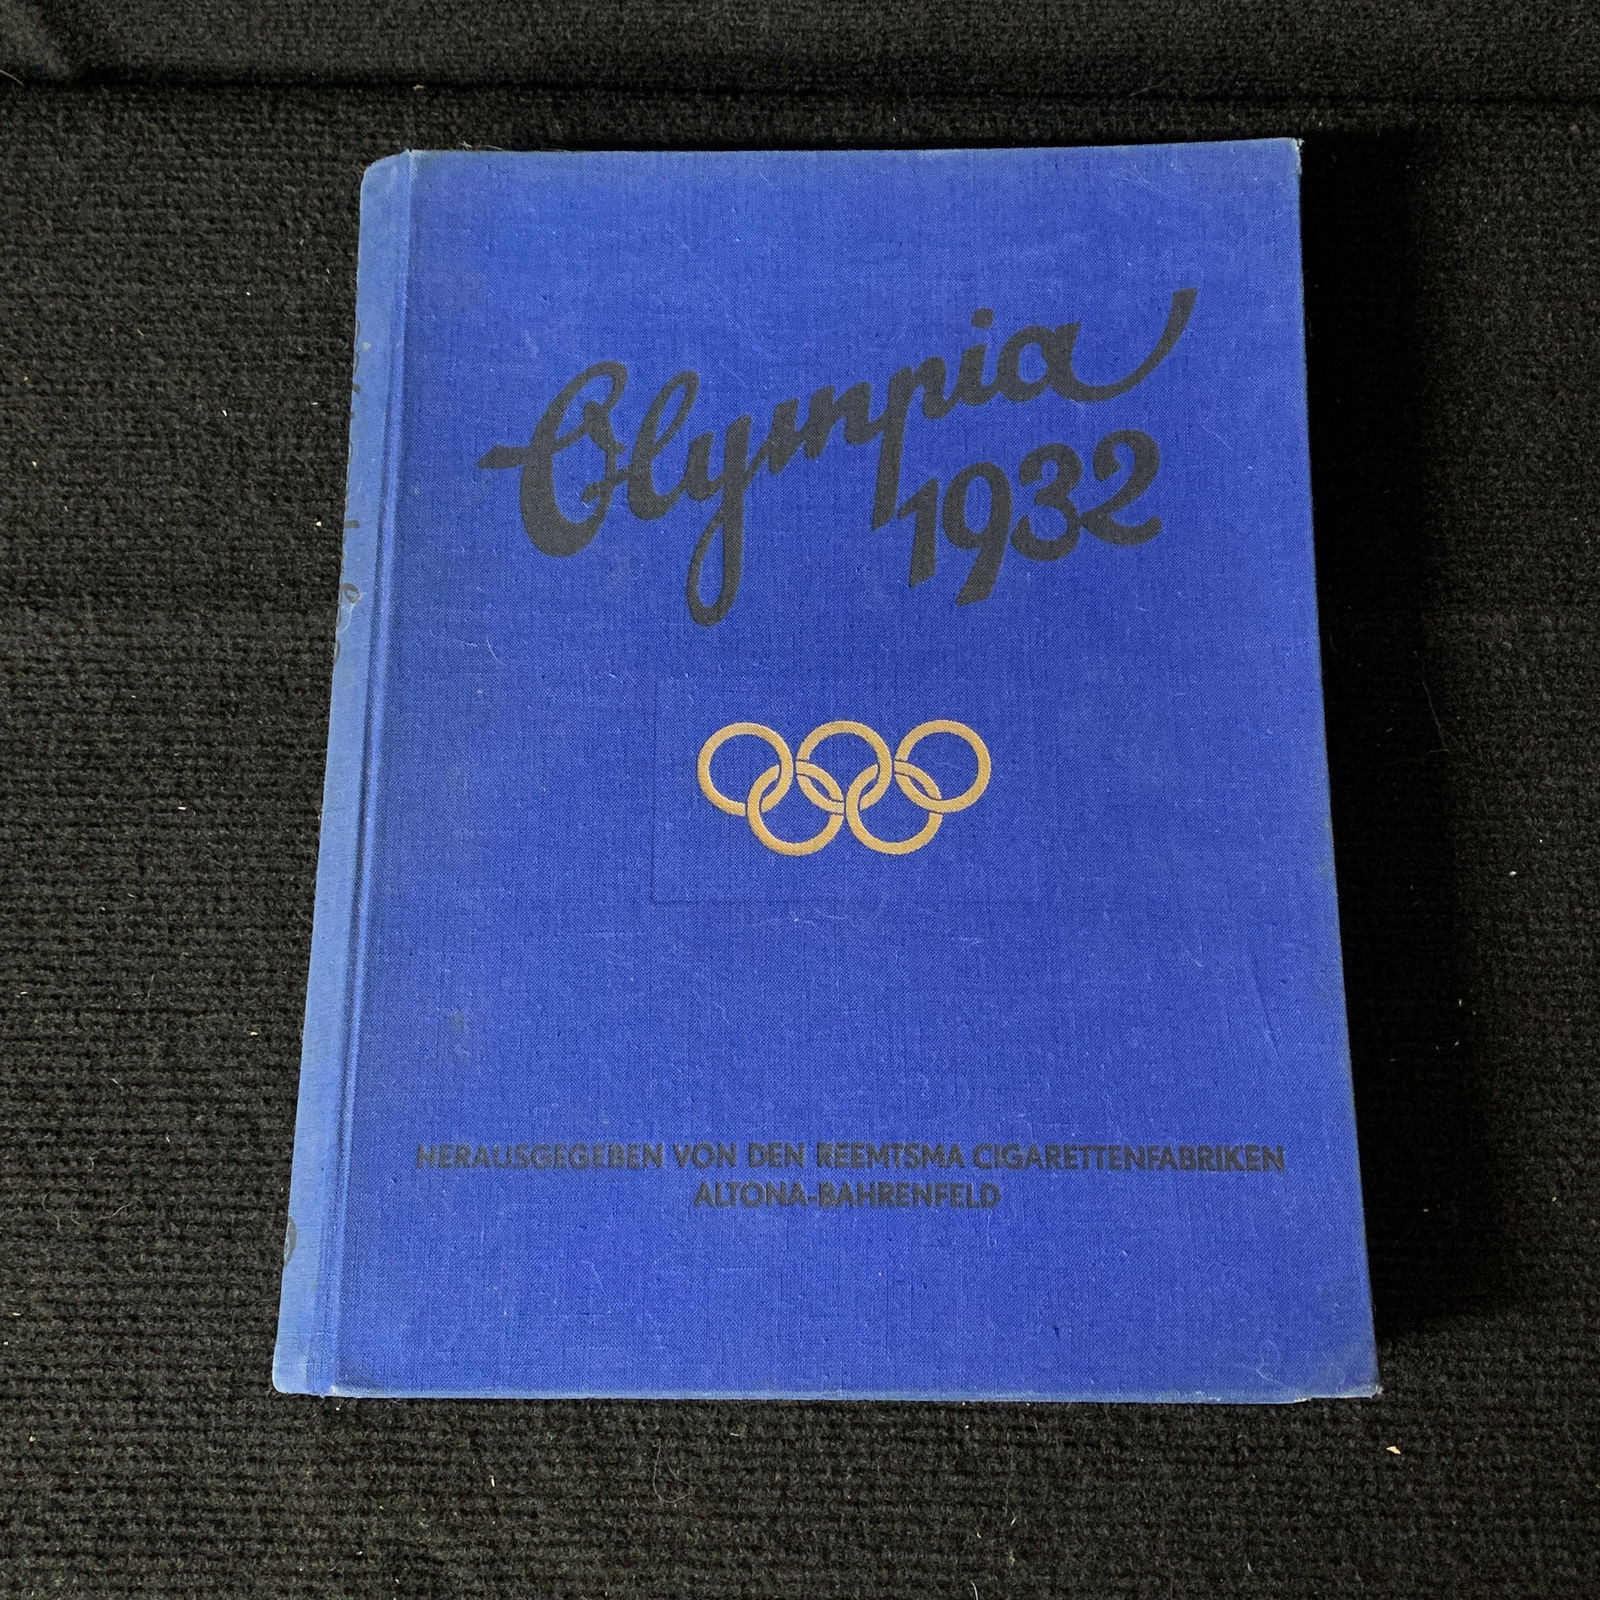 Olympia
1932
HERAUSGEGEBEN VON DEN REEMTSMA CIGARETTENFABRIKEN
ALTONA-BAHRENFELD